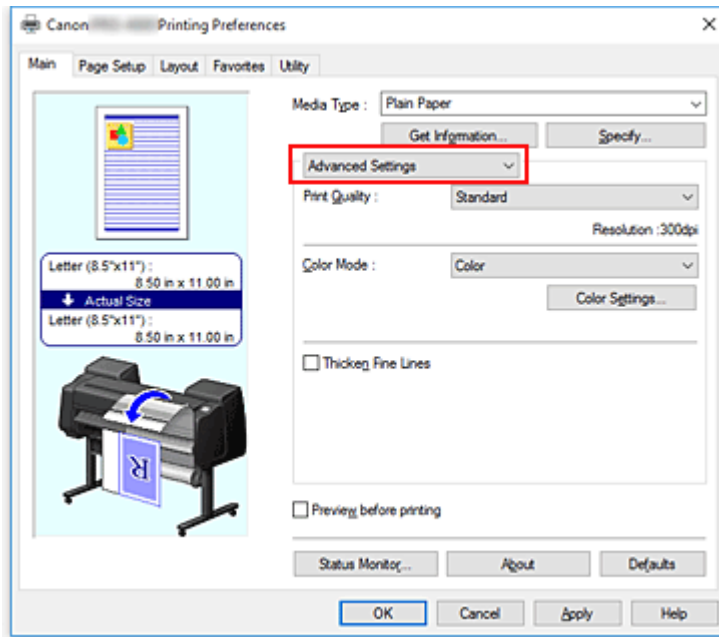 Canon Printing Preferences
Main Page Setup Layout Favorites Utility
Media Type : Plain Paper
Get Information... Specify...
Advanced Settings
Print Quality : Standard
Resolution :300dpi
Color Mode : Color
Color Settings...
Thicken Fine Lines
Letter (8.5"x11") :
8.50 in x 11.00 in
Actual Size
Letter (8.5"x11") :
8.50 in x 11.00 in
R
Preview before printing
Status Monitor... About Defaults
OK Cancel Apply Help